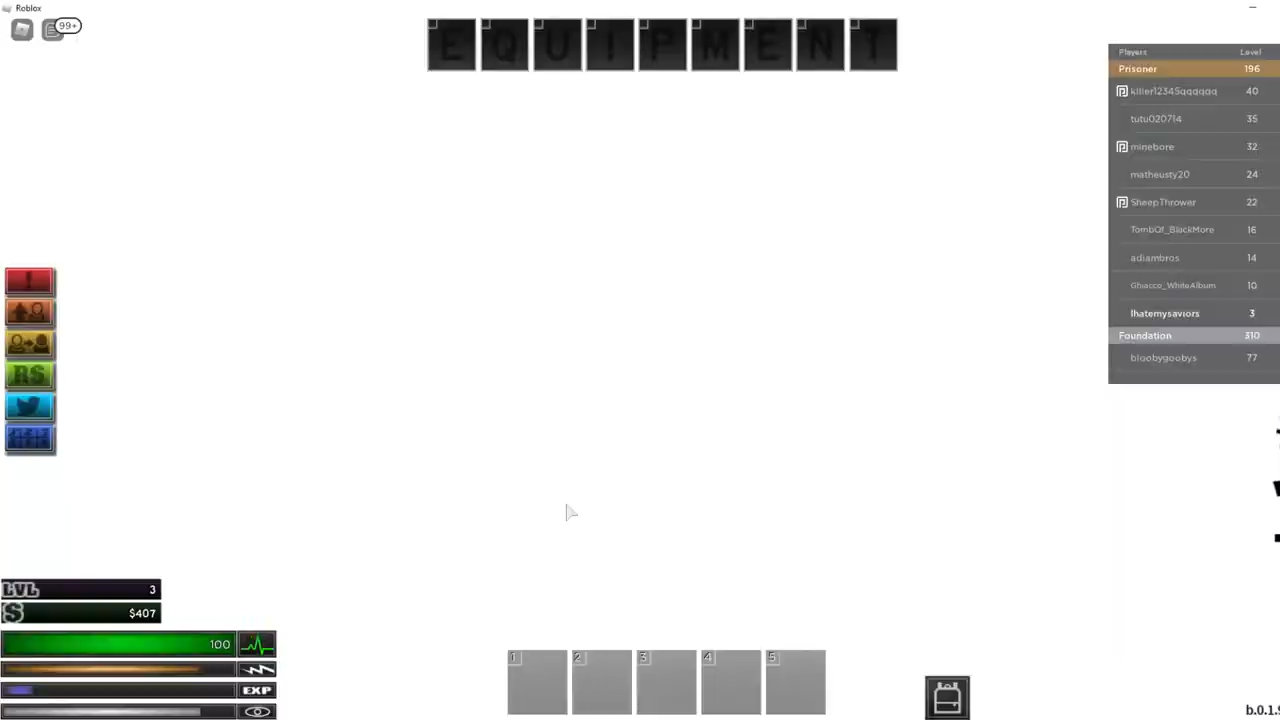 Roblox
99+
EQUIPMENT
Players Level
Prisoner 196
killer12345qqqqqq 40
tutu020714 35
minebore 32
matheusty20 24
SheepThrower 22
TombOf_BlackMore 16
adiambros 14
Ghiacco_WhiteAlbum 10
Ihatemysaviors 3
Foundation 310
bloobygoobys 77
!
RS
LVL 3
$ $407
100
EXP
1 2 3 4 5
b.0.1.9